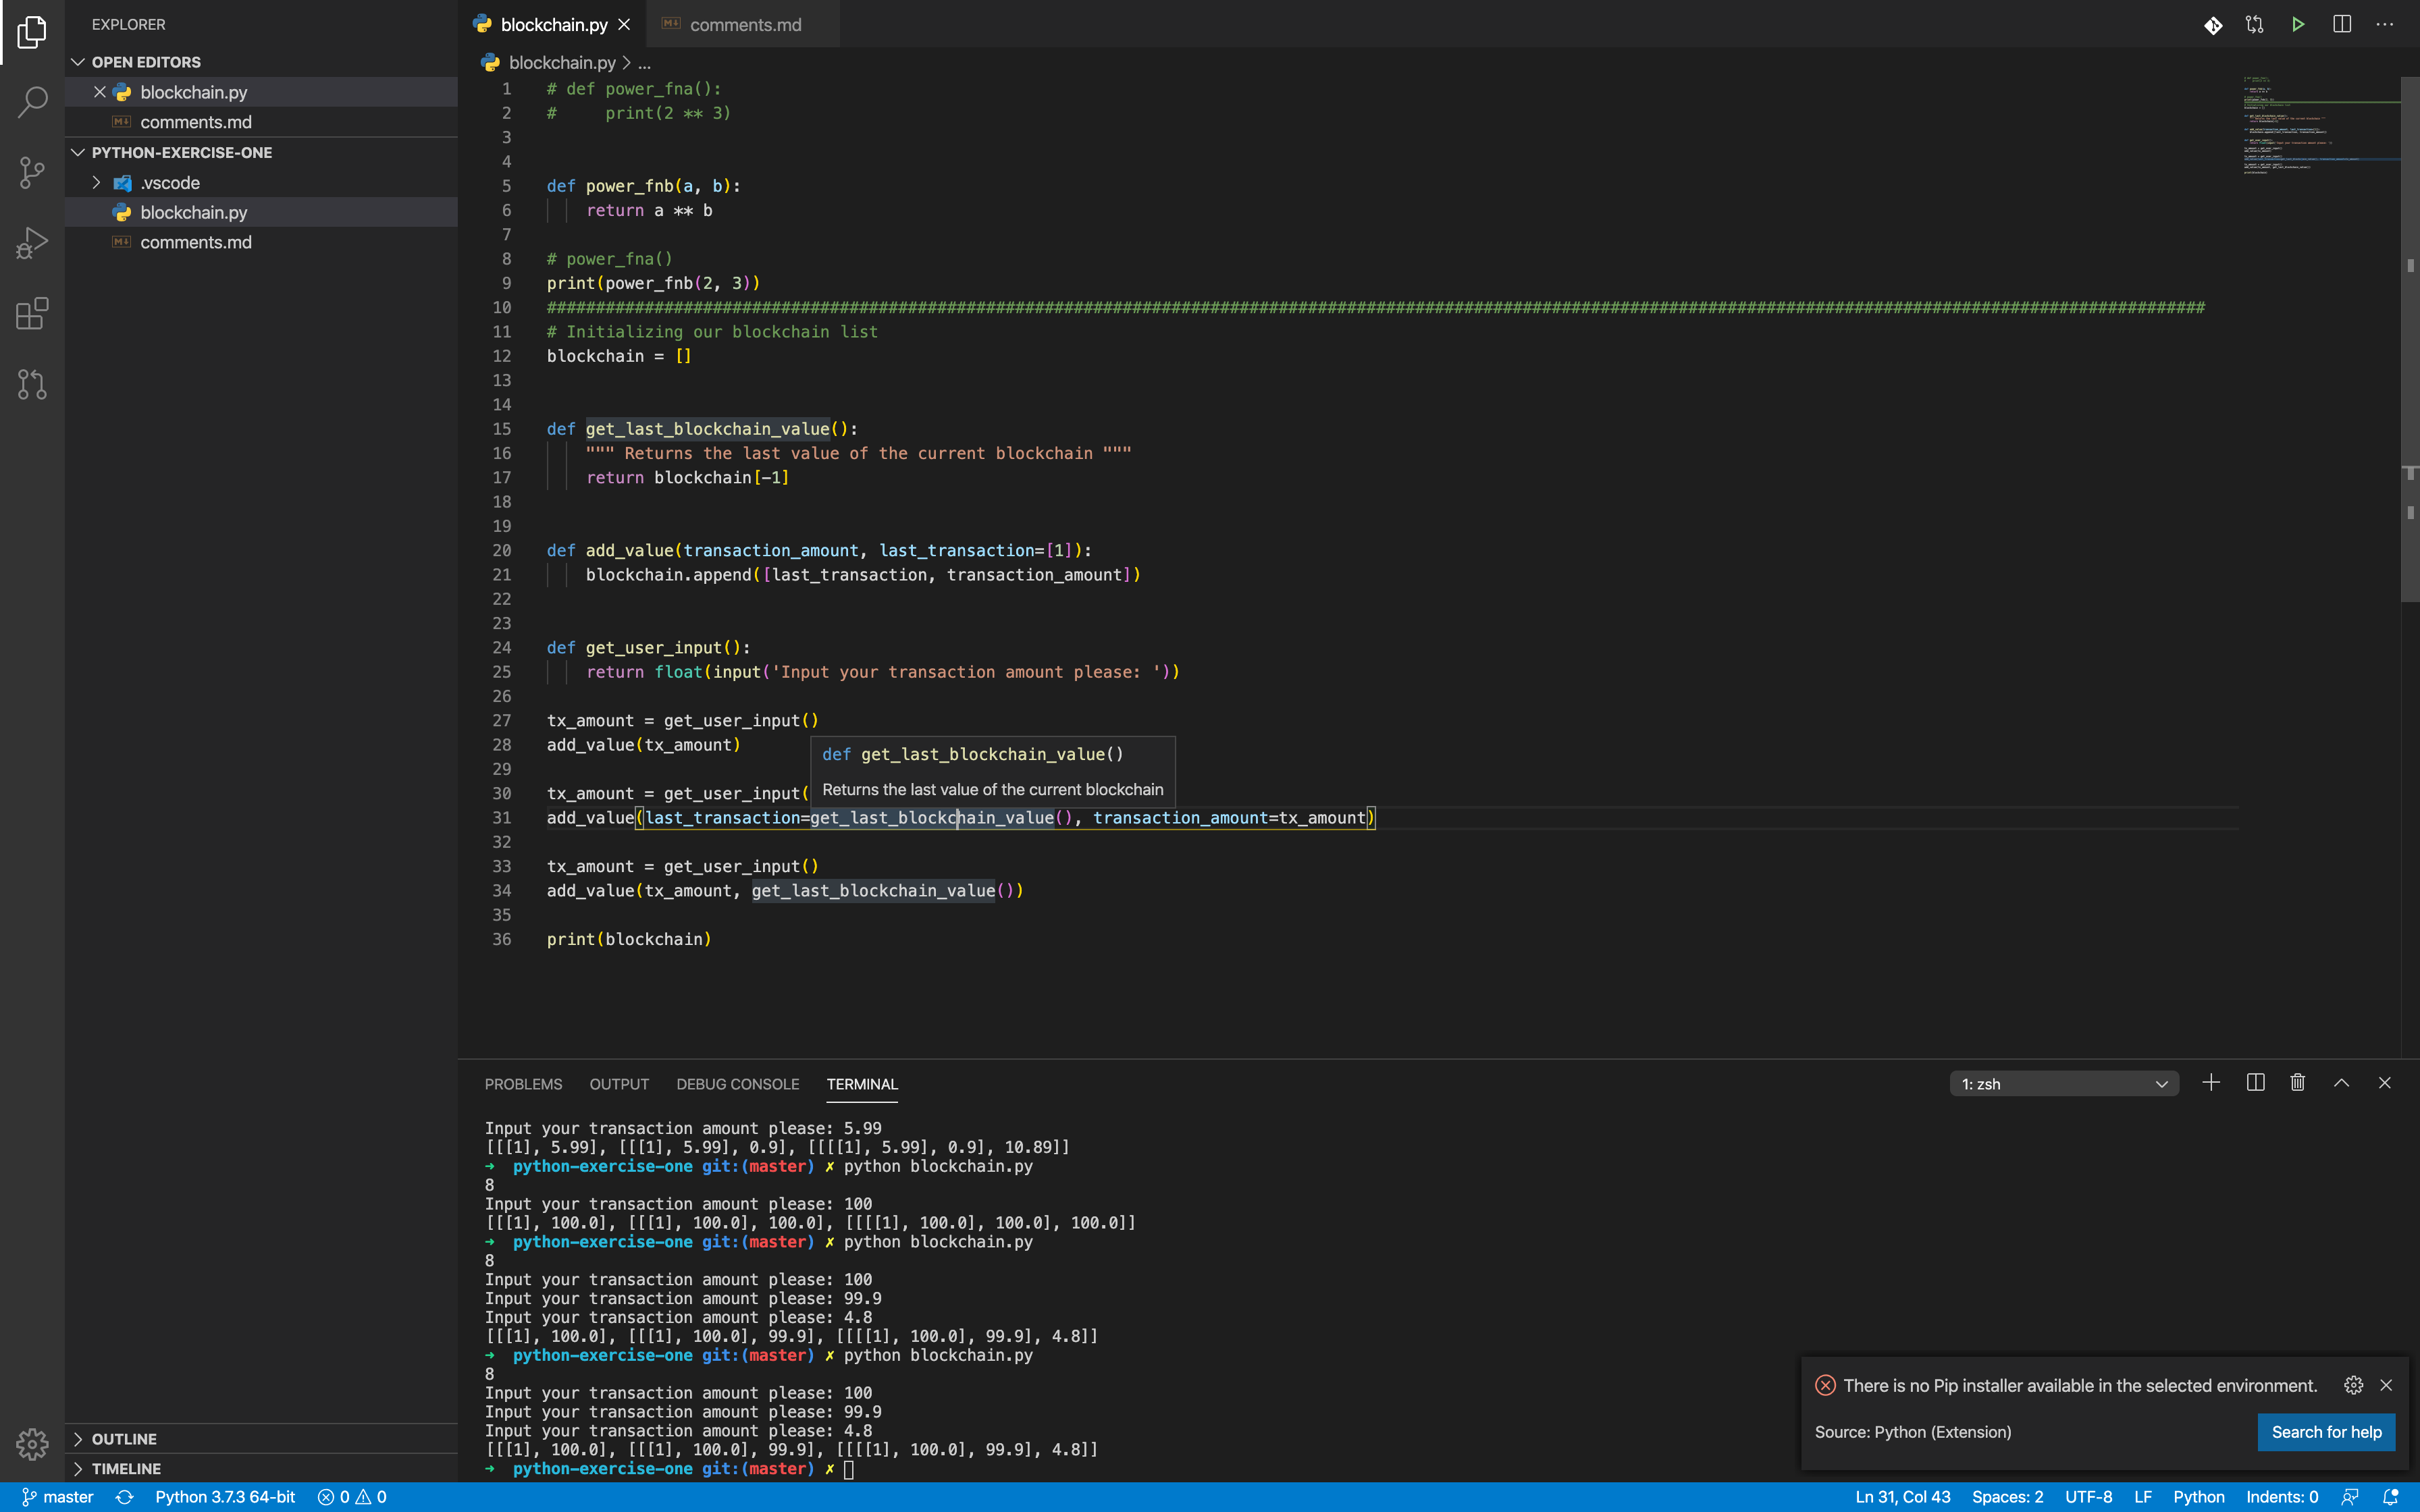 EXPLORER
OPEN EDITORS
blockchain.py
comments.md
PYTHON-EXERCISE-ONE
.vscode
blockchain.py
comments.md
OUTLINE
TIMELINE
blockchain.py
comments.md
blockchain.py > ...
1 # def power_fna():
2 #     print(2 ** 3)
3
4
5 def power_fnb(a, b):
6     return a ** b
7
8 # power_fna()
9 print(power_fnb(2, 3))
10
11 # Initializing our blockchain list
12 blockchain = []
13
14
15 def get_last_blockchain_value():
16     """ Returns the last value of the current blockchain """
17     return blockchain[-1]
18
19
20 def add_value(transaction_amount, last_transaction=[1]):
21     blockchain.append([last_transaction, transaction_amount])
22
23
24 def get_user_input():
25     return float(input('Input your transaction amount please: '))
26
27 tx_amount = get_user_input()
28 add_value(tx_amount)
def get_last_blockchain_value()
29
Returns the last value of the current blockchain
30 tx_amount = get_user_input(
31 add_value(last_transaction=get_last_blockchain_value(), transaction_amount=tx_amount)
32
33 tx_amount = get_user_input()
34 add_value(tx_amount, get_last_blockchain_value())
35
36 print(blockchain)
PROBLEMS OUTPUT DEBUG CONSOLE TERMINAL 1: zsh
Input your transaction amount please: 5.99
[[[1], 5.99], [[[1], 5.99], 0.9], [[[[1], 5.99], 0.9], 10.89]]
→ python-exercise-one git:(master) ✗ python blockchain.py
8
Input your transaction amount please: 100
[[[1], 100.0], [[[1], 100.0], 100.0], [[[[1], 100.0], 100.0], 100.0]]
→ python-exercise-one git:(master) ✗ python blockchain.py
8
Input your transaction amount please: 100
Input your transaction amount please: 99.9
Input your transaction amount please: 4.8
[[[1], 100.0], [[[1], 100.0], 99.9], [[[[1], 100.0], 99.9], 4.8]]
→ python-exercise-one git:(master) ✗ python blockchain.py
8
Input your transaction amount please: 100
Input your transaction amount please: 99.9
Input your transaction amount please: 4.8
[[[1], 100.0], [[[1], 100.0], 99.9], [[[[1], 100.0], 99.9], 4.8]]
→ python-exercise-one git:(master) ✗
There is no Pip installer available in the selected environment.
Source: Python (Extension)
Search for help
master Python 3.7.3 64-bit 0 0 Ln 31, Col 43 Spaces: 2 UTF-8 LF Python Indents: 0